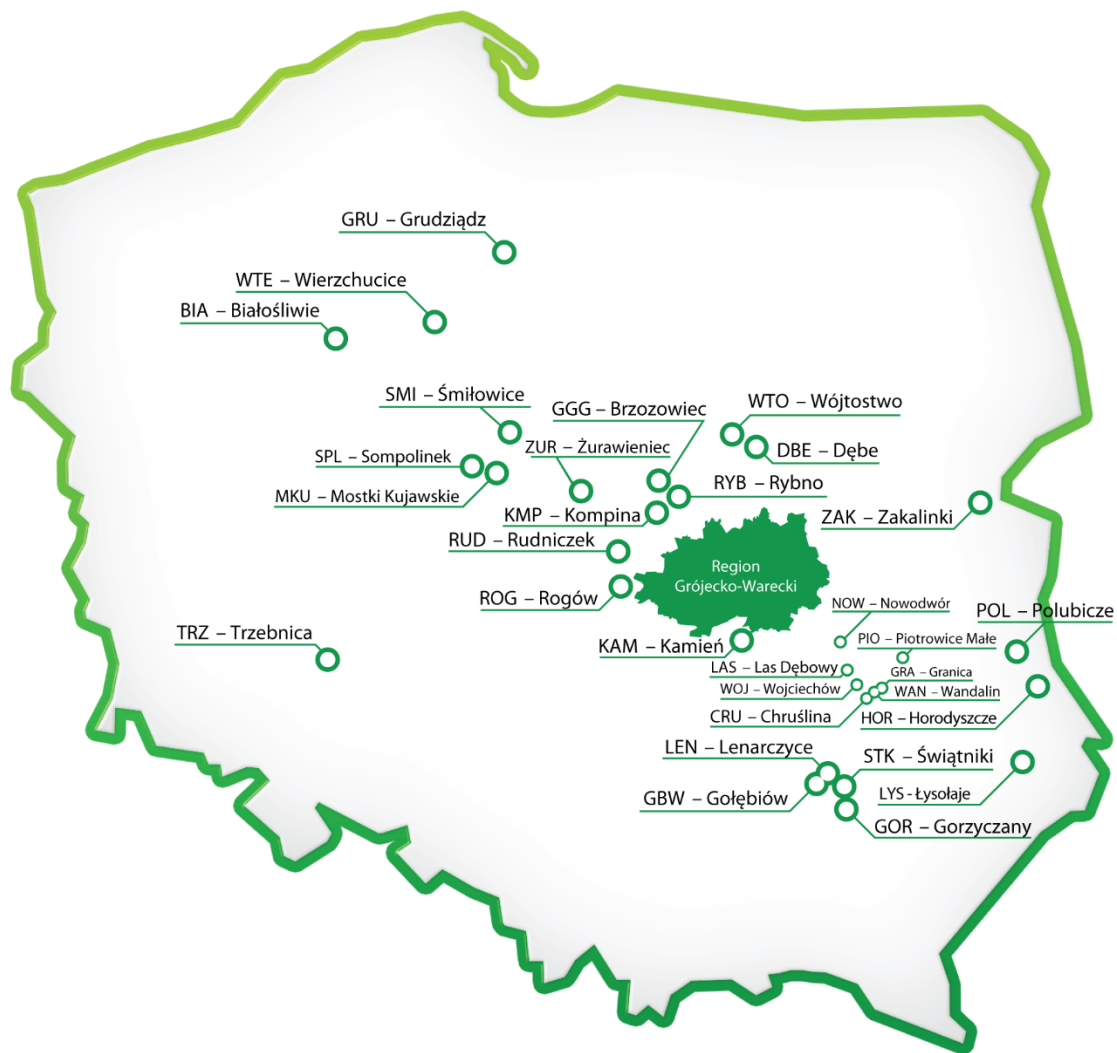 GRU – Grudziądz
WTE – Wierzchucice
BIA – Białośliwie
SMI – Śmiłowice
GGG – Brzozowiec
WTO – Wójtostwo
ZUR – Żurawieniec
DBE – Dębe
SPL – Sompolinek
RYB – Rybno
MKU – Mostki Kujawskie
KMP – Kompina
ZAK – Zakalinki
RUD – Rudniczek
Region
Grójecko-Warecki
ROG – Rogów
NOW – Nowodwór
POL – Polubicze
TRZ – Trzebnica
KAM – Kamień
PIO – Piotrowice Małe
LAS – Las Dębowy
GRA – Granica
WOJ – Wojciechów
WAN – Wandalin
CRU – Chruślina
HOR – Horodyszcze
LEN – Lenarczyce
STK – Świątniki
GBW – Gołębiów
LYS - Łysołaje
GOR – Gorzyczany